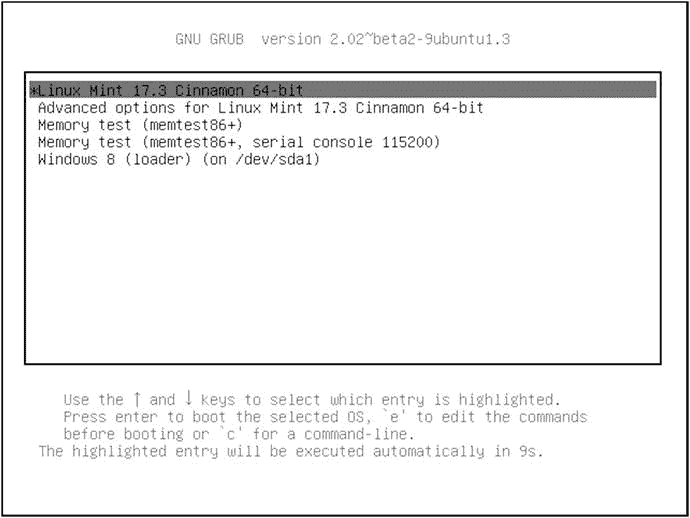 GNU GRUB version 2.02~beta2-9ubuntu1.3
*Linux Mint 17.3 Cinnamon 64-bit
Advanced options for Linux Mint 17.3 Cinnamon 64-bit
Memory test (memtest86+)
Memory test (memtest86+, serial console 115200)
Windows 8 (loader) (on /dev/sda1)
Use the ↑ and ↓ keys to select which entry is highlighted.
Press enter to boot the selected OS, `e' to edit the commands
before booting or `c' for a command-line.
The highlighted entry will be executed automatically in 9s.